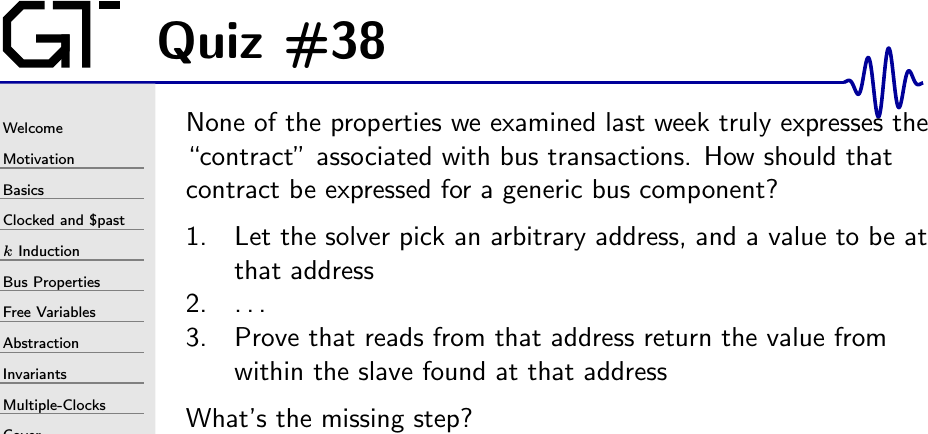 GT
Quiz #38
Welcome
Motivation
Basics
Clocked and $past
k Induction
Bus Properties
Free Variables
Abstraction
Invariants
Multiple-Clocks
Cover
None of the properties we examined last week truly expresses the
“contract” associated with bus transactions. How should that
contract be expressed for a generic bus component?
1. Let the solver pick an arbitrary address, and a value to be at
that address
2. . . .
3. Prove that reads from that address return the value from
within the slave found at that address
What's the missing step?